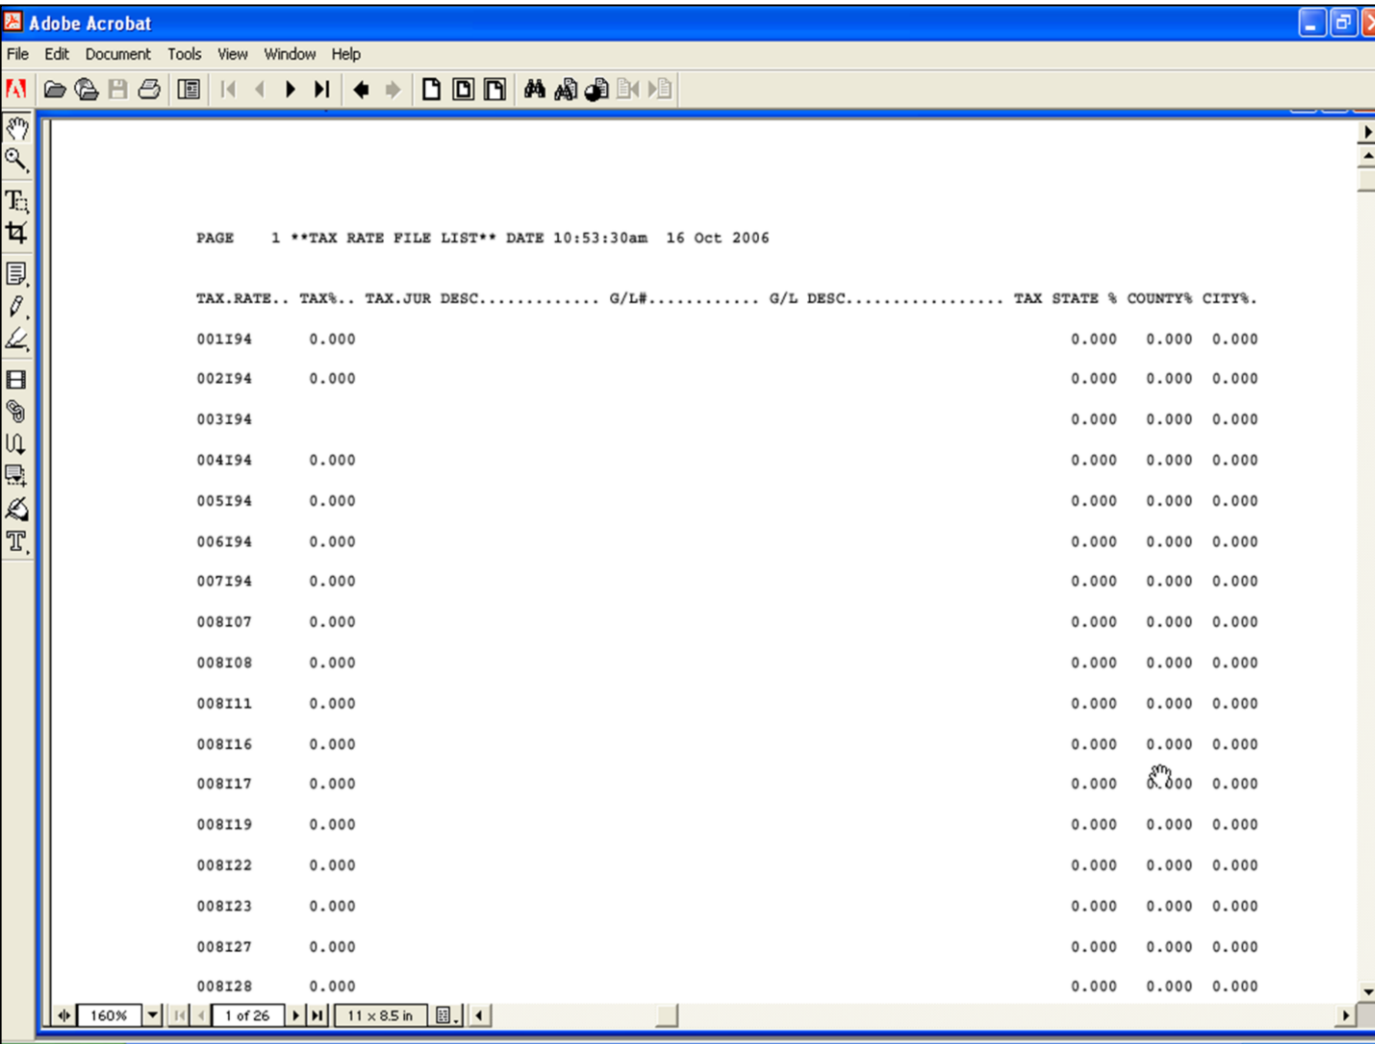 Adobe Acrobat
File Edit Document Tools View Window Help
PAGE 1 **TAX RATE FILE LIST** DATE 10:53:30am 16 Oct 2006
TAX.RATE.. TAX%.. TAX.JUR DESC............. G/L#............ G/L DESC................. TAX STATE % COUNTY% CITY%.
001I94 0.000 0.000 0.000 0.000
002I94 0.000 0.000 0.000 0.000
003I94 0.000 0.000 0.000
004I94 0.000 0.000 0.000 0.000
005I94 0.000 0.000 0.000 0.000
006I94 0.000 0.000 0.000 0.000
007I94 0.000 0.000 0.000 0.000
008I07 0.000 0.000 0.000 0.000
008I08 0.000 0.000 0.000 0.000
008I11 0.000 0.000 0.000 0.000
008I16 0.000 0.000 0.000 0.000
008I17 0.000 0.000 0.000 0.000
008I19 0.000 0.000 0.000 0.000
008I22 0.000 0.000 0.000 0.000
008I23 0.000 0.000 0.000 0.000
008I27 0.000 0.000 0.000 0.000
008I28 0.000 0.000 0.000 0.000
160% 1 of 26 11 x 8.5 in